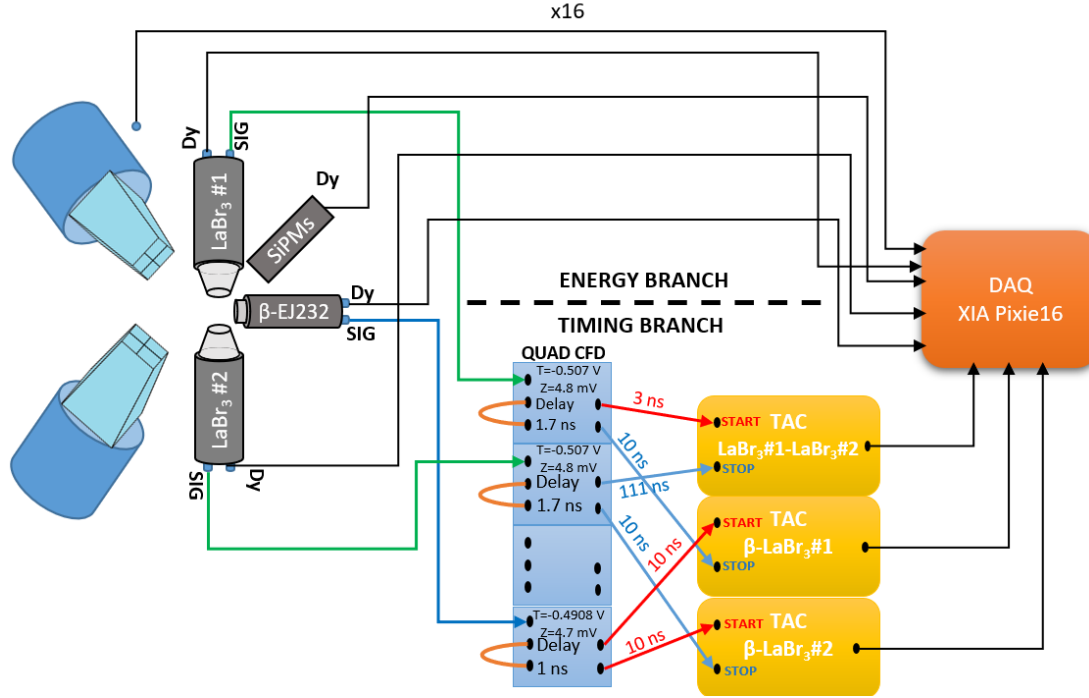 x16
Dy
SIG
LaBr3 #1
Dy
SiPMs
β-EJ232
Dy
SIG
LaBr3 #2
SIG
Dy
ENERGY BRANCH
TIMING BRANCH
DAQ
XIA Pixie16
QUAD CFD
T=-0.507 V
Z=4.8 mV
Delay
1.7 ns
T=-0.507 V
Z=4.8 mV
Delay
1.7 ns
T=-0.4908 V
Z=4.7 mV
Delay
1 ns
3 ns
10 ns
111 ns
10 ns
10 ns
10 ns
START TAC
LaBr3#1-LaBr3#2
STOP
START TAC
β-LaBr3#1
STOP
START TAC
β-LaBr3#2
STOP